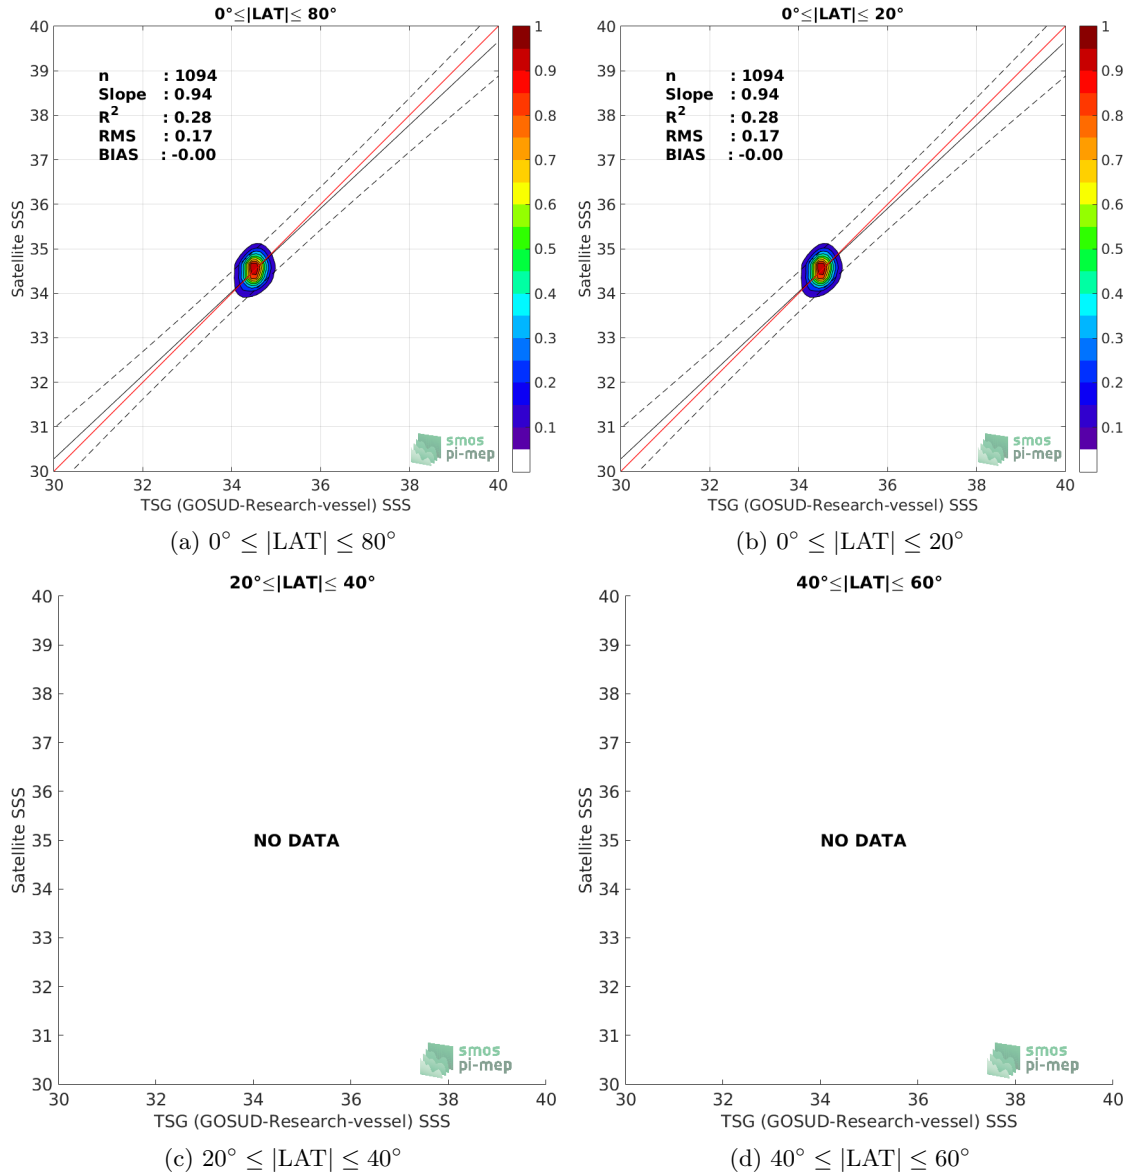 0°≤|LAT|≤ 80°
40
39
38
37
36
35
34
33
32
31
30
Satellite SSS
n : 1094
Slope : 0.94
R² : 0.28
RMS : 0.17
BIAS : -0.00
smos
pi-mep
30 32 34 36 38 40
TSG (GOSUD-Research-vessel) SSS
1
0.9
0.8
0.7
0.6
0.5
0.4
0.3
0.2
0.1
(a) 0° ≤ |LAT| ≤ 80°
0°≤|LAT|≤ 20°
40
39
38
37
36
35
34
33
32
31
30
Satellite SSS
n : 1094
Slope : 0.94
R² : 0.28
RMS : 0.17
BIAS : -0.00
smos
pi-mep
30 32 34 36 38 40
TSG (GOSUD-Research-vessel) SSS
1
0.9
0.8
0.7
0.6
0.5
0.4
0.3
0.2
0.1
(b) 0° ≤ |LAT| ≤ 20°
20°≤|LAT|≤ 40°
40
39
38
37
36
35
34
33
32
31
30
Satellite SSS
NO DATA
smos
pi-mep
30 32 34 36 38 40
TSG (GOSUD-Research-vessel) SSS
(c) 20° ≤ |LAT| ≤ 40°
40°≤|LAT|≤ 60°
40
39
38
37
36
35
34
33
32
31
30
Satellite SSS
NO DATA
smos
pi-mep
30 32 34 36 38 40
TSG (GOSUD-Research-vessel) SSS
(d) 40° ≤ |LAT| ≤ 60°